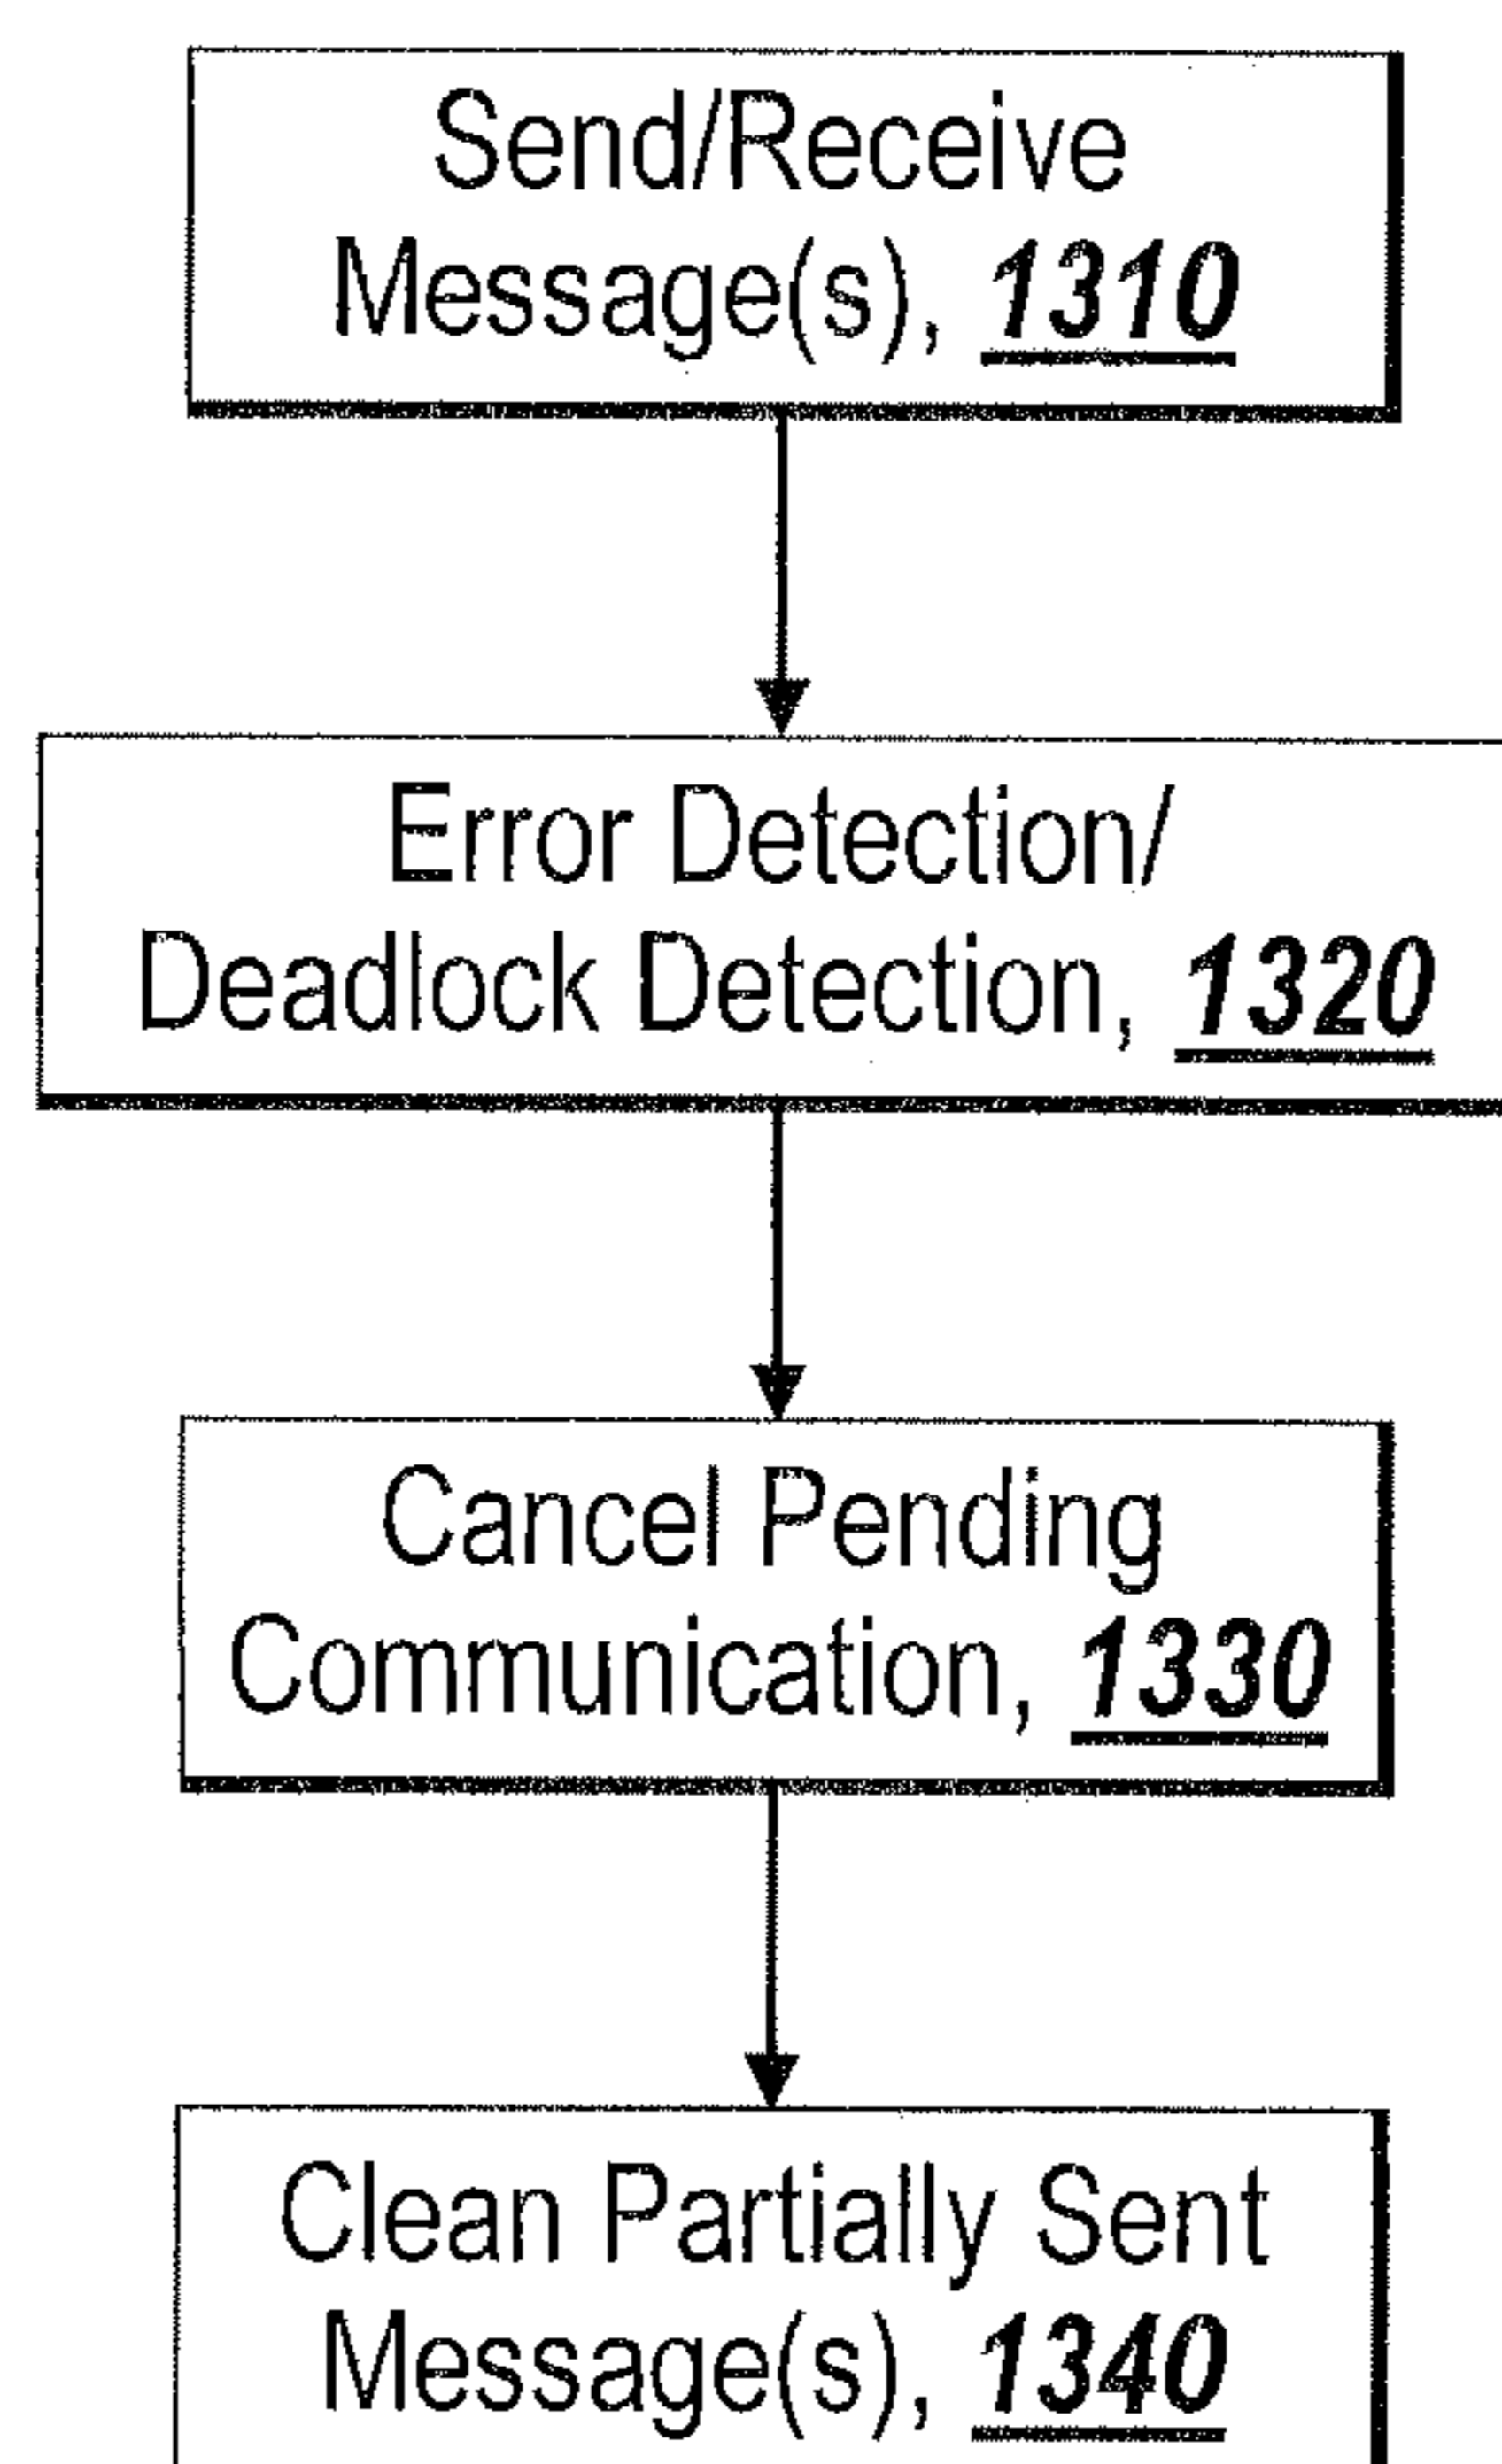 Send/Receive
Message(s), 1310
Error Detection/
Deadlock Detection, 1320
Cancel Pending
Communication, 1330
Clean Partially Sent
Message(s), 1340